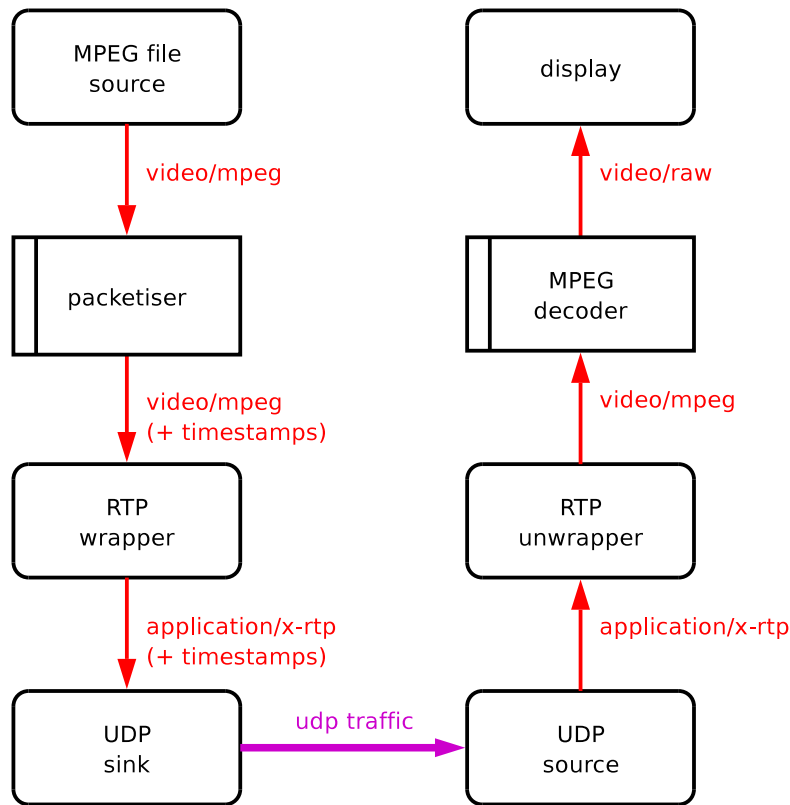 MPEG file
source
video/mpeg
packetiser
video/mpeg
(+ timestamps)
RTP
wrapper
application/x-rtp
(+ timestamps)
UDP
sink
udp traffic
UDP
source
application/x-rtp
RTP
unwrapper
video/mpeg
MPEG
decoder
video/raw
display